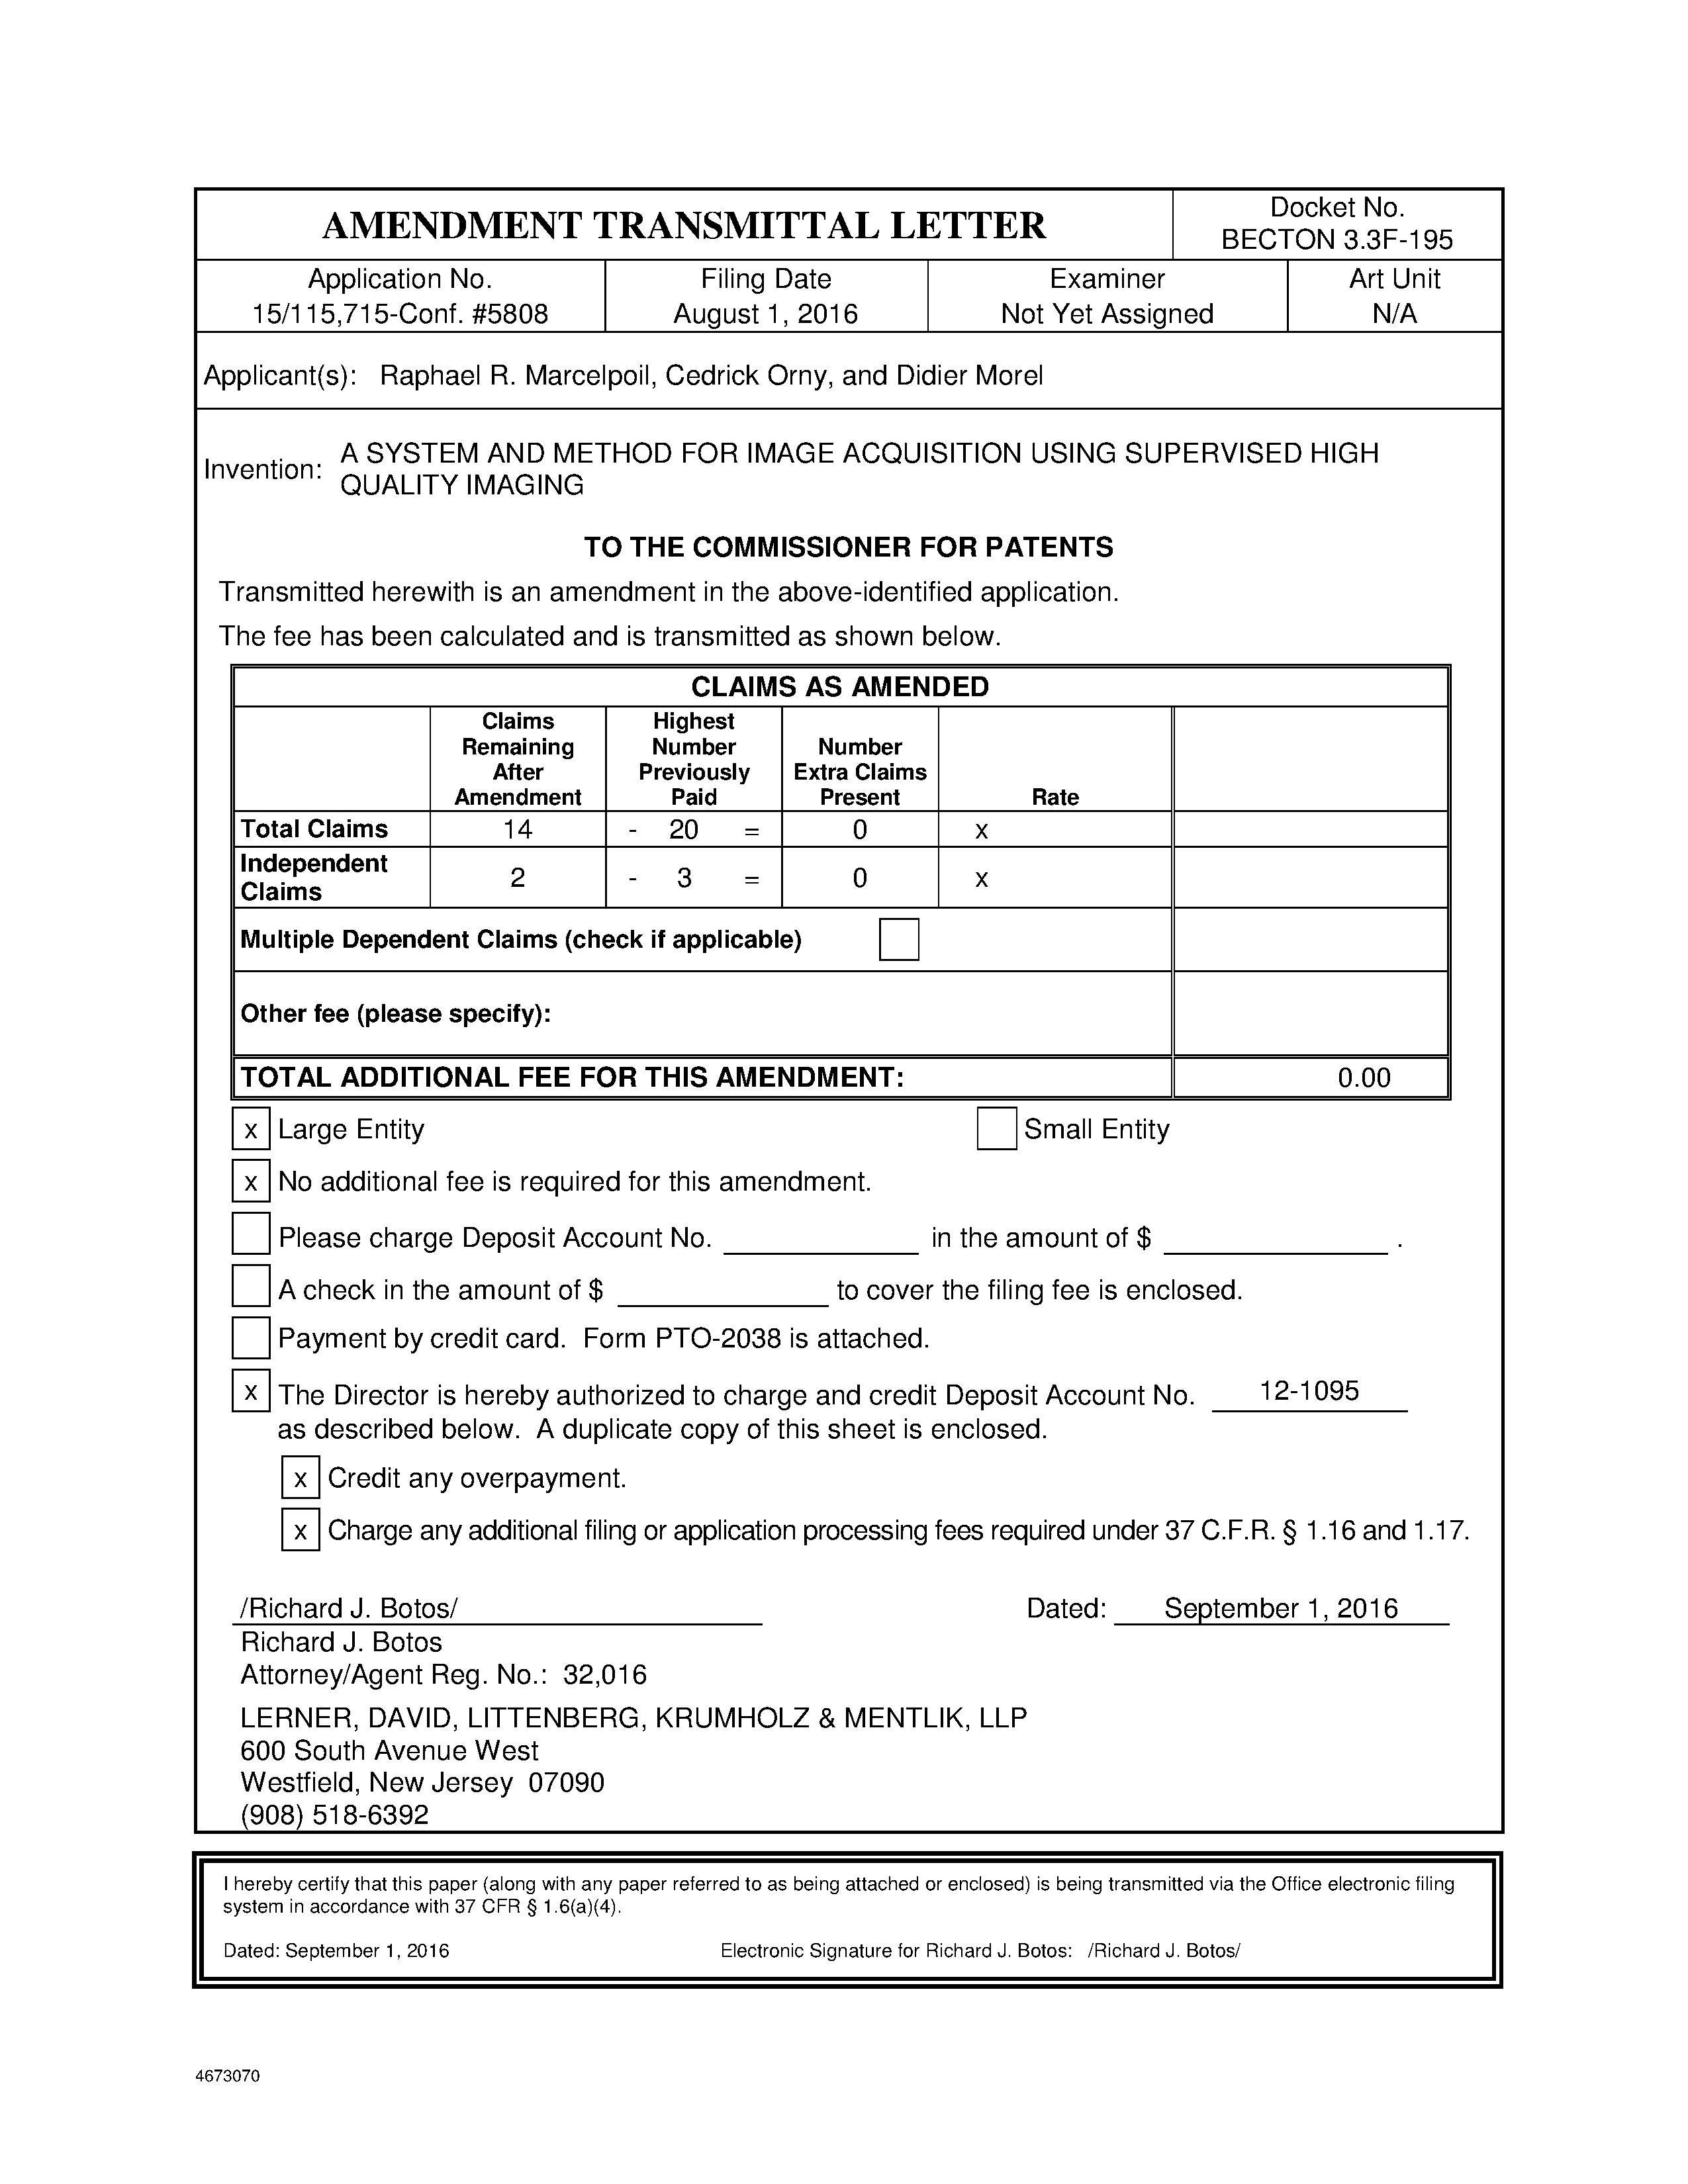 AMENDMENT TRANSMITTAL LETTER
Docket No.
BECTON 3.3F-195
Application No.
15/115,715-Conf. #5808
Filing Date
August 1, 2016
Examiner
Not Yet Assigned
Art Unit
N/A
Applicant(s): Raphael R. Marcelpoil, Cedrick Orny, and Didier Morel
Invention:
A SYSTEM AND METHOD FOR IMAGE ACQUISITION USING SUPERVISED HIGH
QUALITY IMAGING
TO THE COMMISSIONER FOR PATENTS
Transmitted herewith is an amendment in the above-identified application.
The fee has been calculated and is transmitted as shown below.
CLAIMS AS AMENDED
Claims
Remaining
After
Amendment
Highest
Number
Previously
Paid
Number
Extra Claims
Present
Rate
Total Claims 14 - 20 = 0 x
Independent
Claims
2 - 3 = 0 x
Multiple Dependent Claims (check if applicable)
Other fee (please specify):
TOTAL ADDITIONAL FEE FOR THIS AMENDMENT: 0.00
x Large Entity Small Entity
x No additional fee is required for this amendment.
Please charge Deposit Account No. in the amount of $ .
A check in the amount of $ to cover the filing fee is enclosed.
Payment by credit card. Form PTO-2038 is attached.
x The Director is hereby authorized to charge and credit Deposit Account No. 12-1095
as described below. A duplicate copy of this sheet is enclosed.
x Credit any overpayment.
x Charge any additional filing or application processing fees required under 37 C.F.R. § 1.16 and 1.17.
/Richard J. Botos/ Dated: September 1, 2016
Richard J. Botos
Attorney/Agent Reg. No.: 32,016
LERNER, DAVID, LITTENBERG, KRUMHOLZ & MENTLIK, LLP
600 South Avenue West
Westfield, New Jersey 07090
(908) 518-6392
I hereby certify that this paper (along with any paper referred to as being attached or enclosed) is being transmitted via the Office electronic filing
system in accordance with 37 CFR § 1.6(a)(4).
Dated: September 1, 2016 Electronic Signature for Richard J. Botos: /Richard J. Botos/
4673070